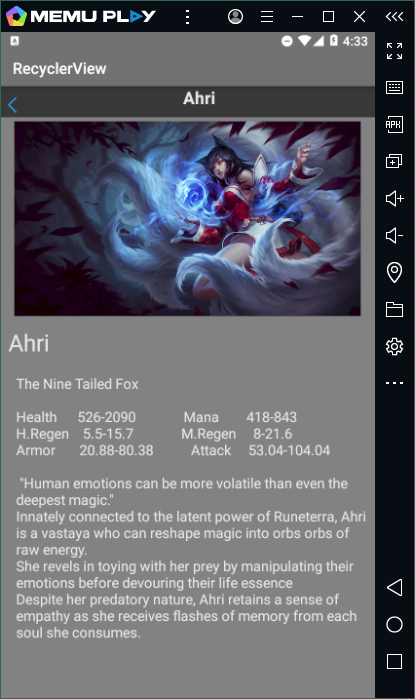 MEMU PLAY
4:33
RecyclerView
Ahri
Ahri
The Nine Tailed Fox
Health 526-2090 Mana 418-843
H.Regen 5.5-15.7 M.Regen 8-21.6
Armor 20.88-80.38 Attack 53.04-104.04
"Human emotions can be more volatile than even the
deepest magic."
Innately connected to the latent power of Runeterra, Ahri
is a vastaya who can reshape magic into orbs orbs of
raw energy.
She revels in toying with her prey by manipulating their
emotions before devouring their life essence
Despite her predatory nature, Ahri retains a sense of
empathy as she receives flashes of memory from each
soul she consumes.
APK